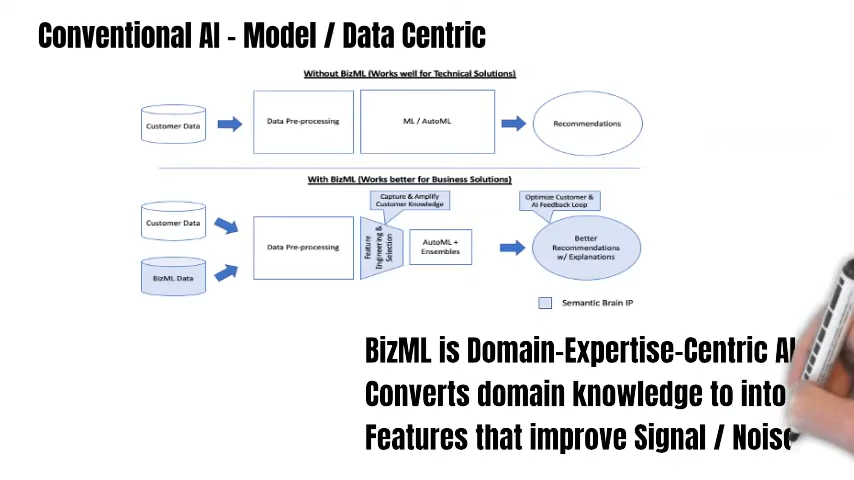 Conventional AI - Model / Data Centric
Without BizML (Works well for Technical Solutions)
Customer Data
Data Pre-processing
ML / AutoML
Recommendations
With BizML (Works better for Business Solutions)
Capture & Amplify
Customer Knowledge
Optimize Customer &
AI Feedback Loop
Customer Data
BizML Data
Data Pre-processing
Feature
Engineering &
Selection
AutoML +
Ensembles
Better
Recommendations
w/ Explanations
Semantic Brain IP
BizML is Domain-Expertise-Centric AI
Converts domain knowledge to into
Features that improve Signal / Noise